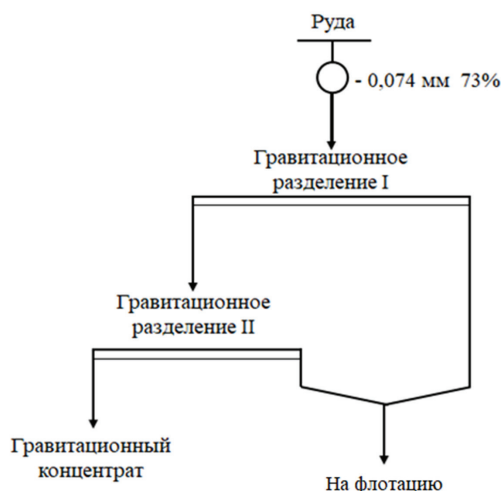 Руда
- 0,074 мм 73%
Гравитационное
разделение I
Гравитационное
разделение II
Гравитационный
концентрат
На флотацию